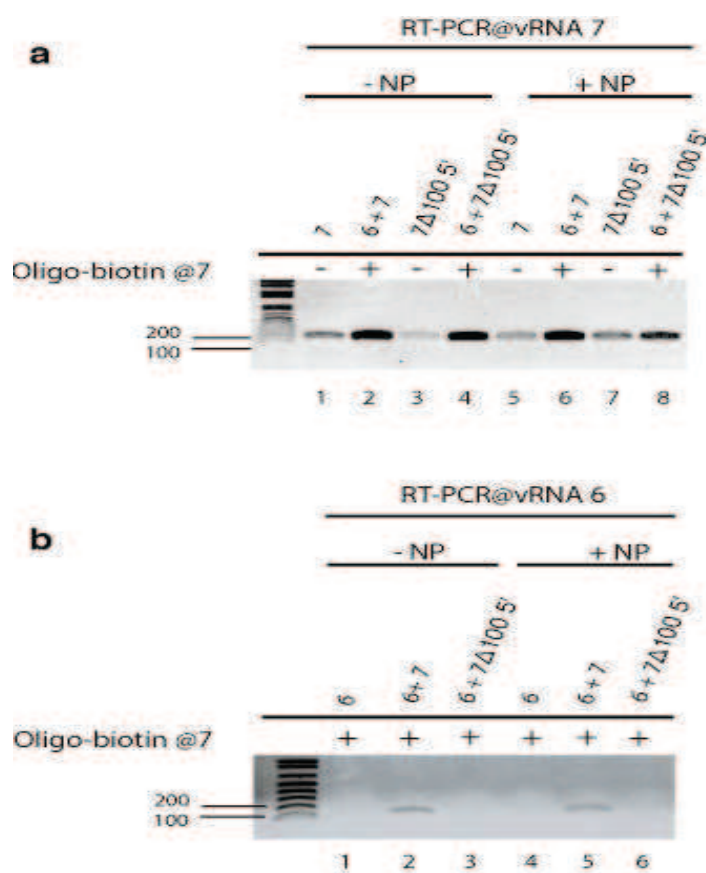 a
RT-PCR@vRNA 7
- NP + NP
7 6+7 7Δ100 5' 6+7Δ100 5' 7 6+7 7Δ100 5' 6+7Δ100 5'
Oligo-biotin @7 - + - + - + - +
200
100
1 2 3 4 5 6 7 8
b
RT-PCR@vRNA 6
- NP + NP
6 6+7 6+7Δ100 5' 6 6+7 6+7Δ100 5'
Oligo-biotin @7 + + + + + +
200
100
1 2 3 4 5 6